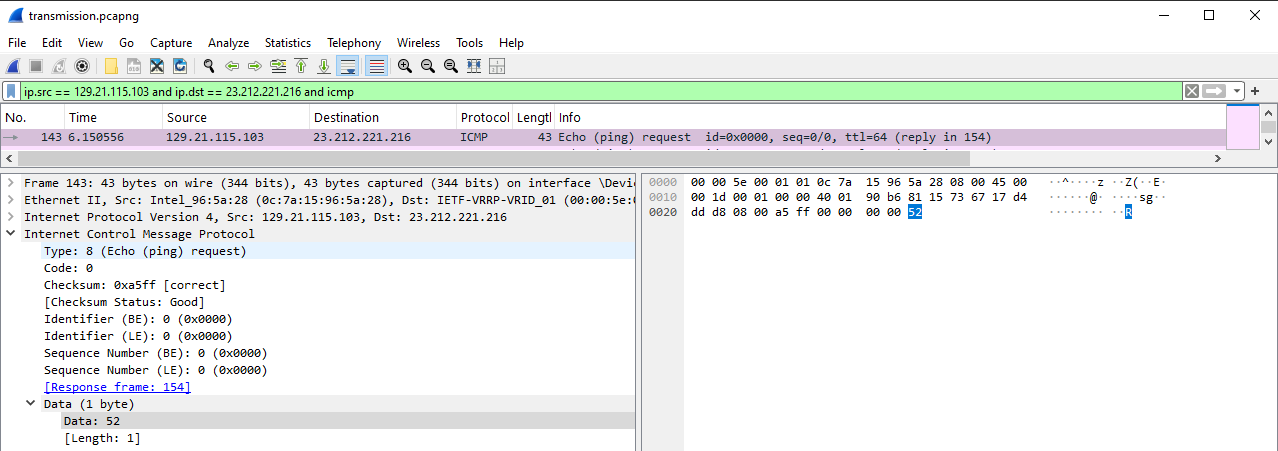 transmission.pcapng
File Edit View Go Capture Analyze Statistics Telephony Wireless Tools Help
ip.src == 129.21.115.103 and ip.dst == 23.212.221.216 and icmp
No. Time Source Destination Protocol Lengtl Info
143 6.150556 129.21.115.103 23.212.221.216 ICMP 43 Echo (ping) request id=0x0000, seq=0/0, ttl=64 (reply in 154)
Frame 143: 43 bytes on wire (344 bits), 43 bytes captured (344 bits) on interface \Devic
Ethernet II, Src: Intel_96:5a:28 (0c:7a:15:96:5a:28), Dst: IETF-VRRP-VRID_01 (00:00:5e:0
Internet Protocol Version 4, Src: 129.21.115.103, Dst: 23.212.221.216
Internet Control Message Protocol
Type: 8 (Echo (ping) request)
Code: 0
Checksum: 0xa5ff [correct]
[Checksum Status: Good]
Identifier (BE): 0 (0x0000)
Identifier (LE): 0 (0x0000)
Sequence Number (BE): 0 (0x0000)
Sequence Number (LE): 0 (0x0000)
[Response frame: 154]
Data (1 byte)
Data: 52
[Length: 1]
0000 00 00 5e 00 01 01 0c 7a 15 96 5a 28 08 00 45 00 ··^····z ··Z(··E·
0010 00 1d 00 01 00 00 40 01 90 b6 81 15 73 67 17 d4 ······@· ····sg··
0020 dd d8 08 00 a5 ff 00 00 00 00 52 ········ ··R